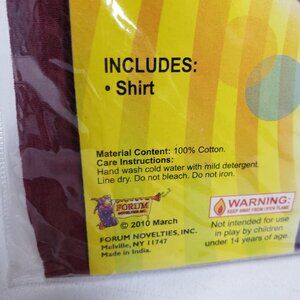 INCLUDES:
• Shirt
Material Content: 100% Cotton.
Care Instructions:
Hand wash cold water with mild detergent.
Line dry. Do not bleach. Do not iron.
FORUM
NOVELTIES INC.
© 2010 March
FORUM NOVELTIES, INC.
Melville, NY 11747
Made in India.
WARNING:
KEEP AWAY FROM OPEN FLAME
Not intended for use
in play by children
under 14 years of age.